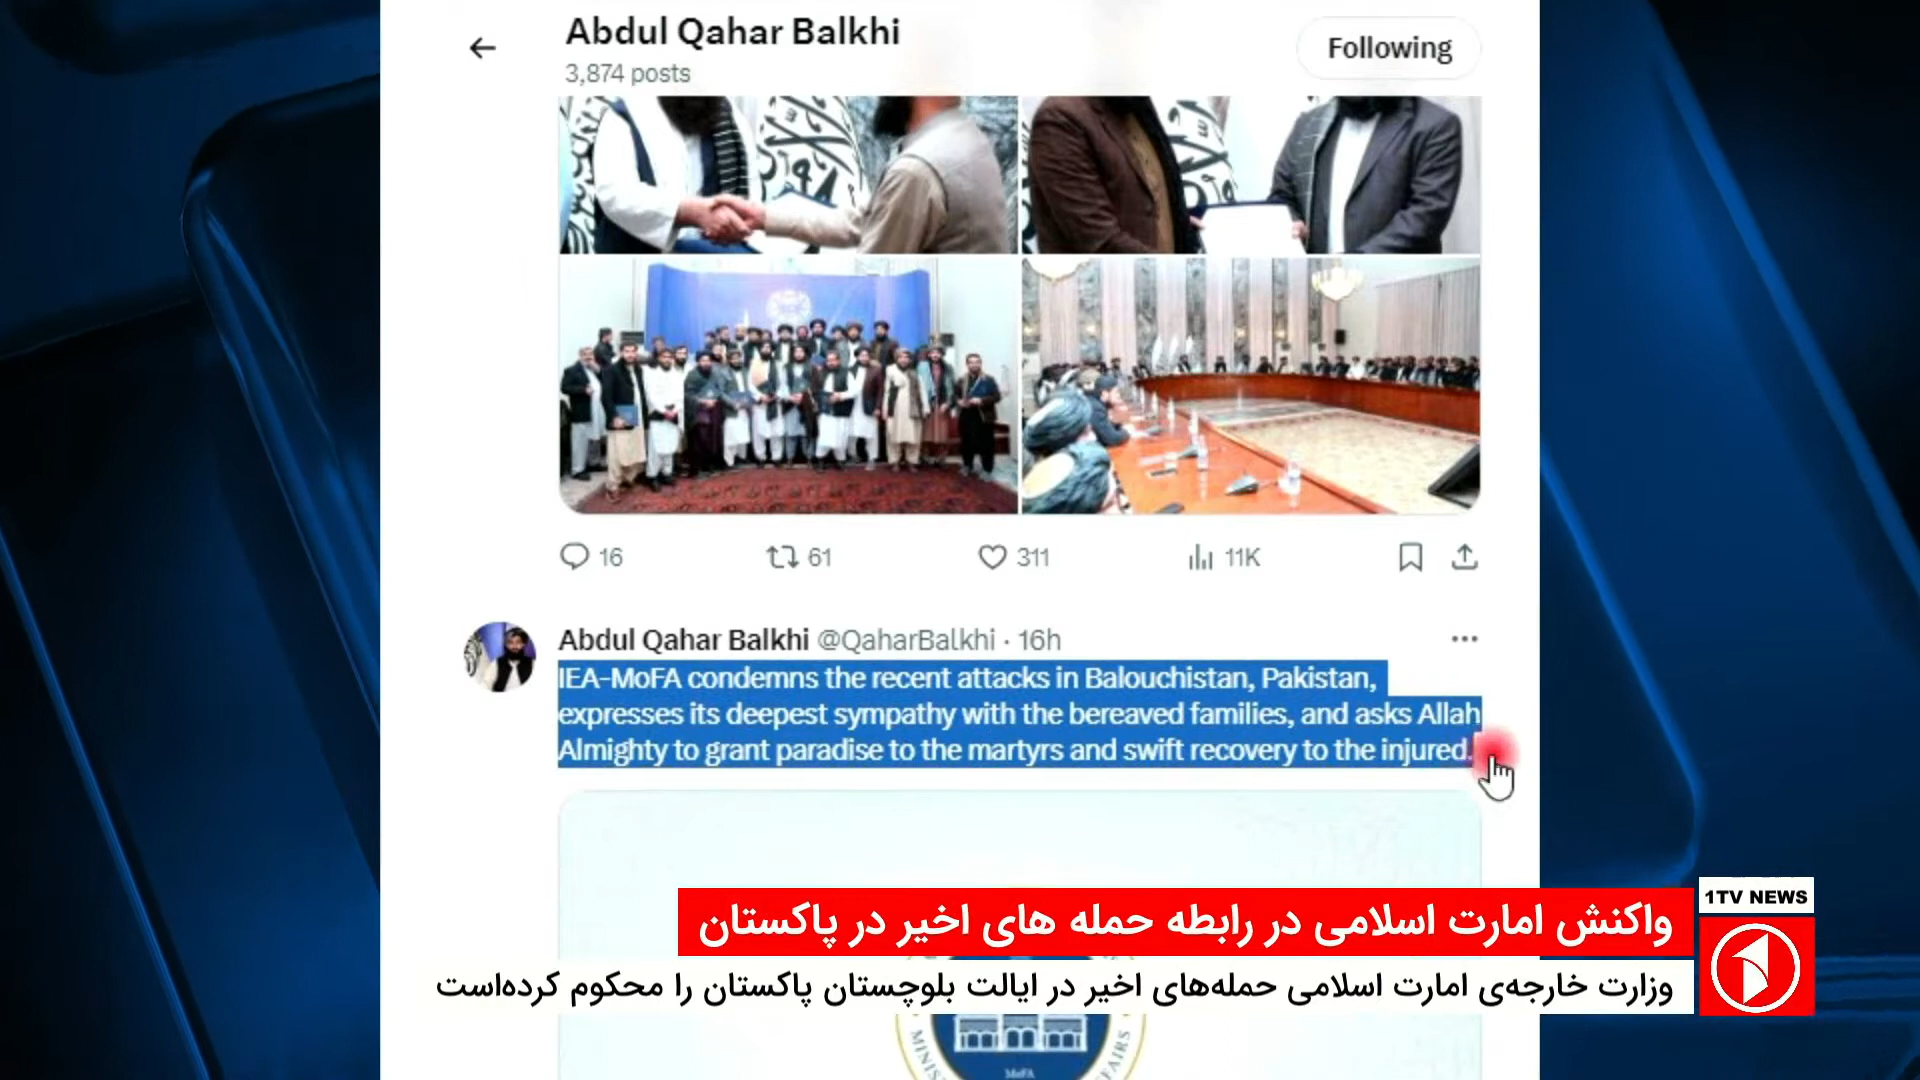 Abdul Qahar Balkhi
3,874 posts
Following
16 61 311 11K
Abdul Qahar Balkhi @QaharBalkhi · 16h
IEA-MoFA condemns the recent attacks in Balouchistan, Pakistan,
expresses its deepest sympathy with the bereaved families, and asks Allah
Almighty to grant paradise to the martyrs and swift recovery to the injured.
1TV NEWS
واکنش امارت اسلامی در رابطه حمله های اخیر در پاکستان
وزارت خارجه‌ی امارت اسلامی حمله‌های اخیر در ایالت بلوچستان پاکستان را محکوم کرده‌است
MoFA